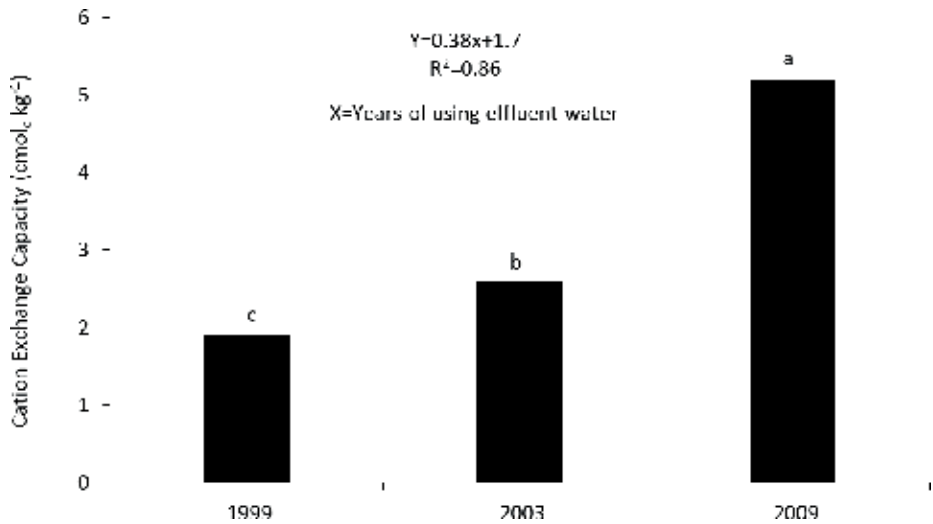 6
Y=0.38x+1.7
R²=0.86
a
5
X=Years of using effluent water
4
3
b
c
2
1
0
1999
2003
2009
Cation Exchange Capacity (cmolc kg⁻¹)